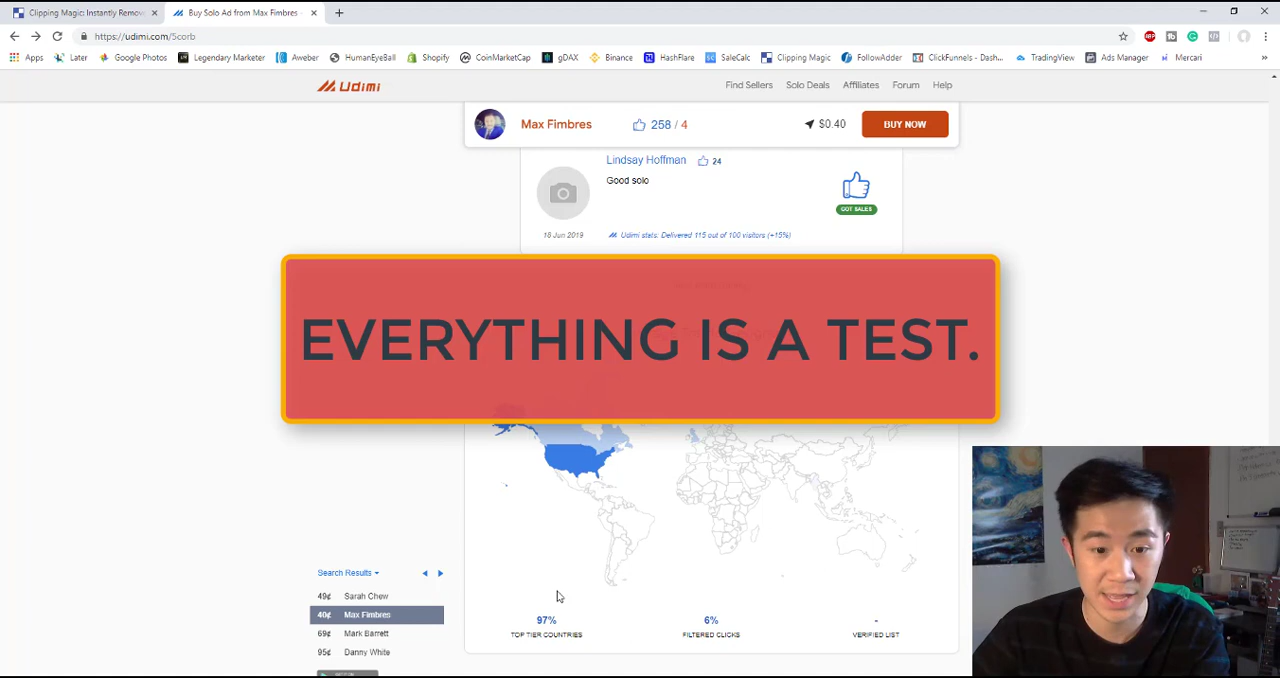 Clipping Magic: Instantly Remov
Buy Solo Ad from Max Fimbres -
https://udimi.com/5corb
Apps
Later
Google Photos
Legendary Marketer
Aweber
HumanEyeBall
Shopify
CoinMarketCap
gDAX
Binance
HashFlare
SaleCalc
Clipping Magic
FollowAdder
ClickFunnels - Dash...
TradingView
Ads Manager
Mercari
Udimi
Find Sellers
Solo Deals
Affiliates
Forum
Help
Max Fimbres
258 / 4
$0.40
BUY NOW
Lindsay Hoffman
24
Good solo
GOT SALES
18 Jun 2019
Udimi stats: Delivered 115 out of 100 visitors (+15%)
EVERYTHING IS A TEST.
Search Results
49¢ Sarah Chew
40¢ Max Fimbres
69¢ Mark Barrett
95¢ Danny White
97%
TOP TIER COUNTRIES
6%
FILTERED CLICKS
-
VERIFIED LIST